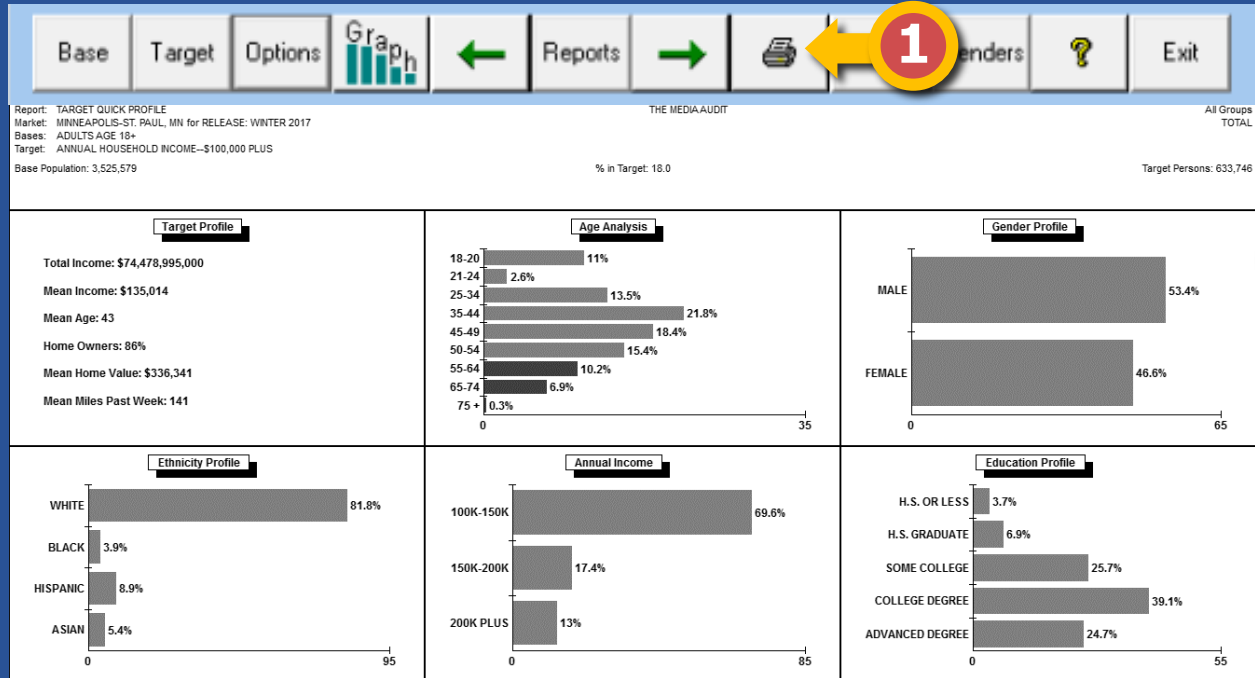 Base Target Options Graph Reports 1 enders ? Exit
Report: TARGET QUICK PROFILE THE MEDIA AUDIT All Groups
Market: MINNEAPOLIS-ST. PAUL, MN for RELEASE: WINTER 2017 TOTAL
Bases: ADULTS AGE 18+
Target: ANNUAL HOUSEHOLD INCOME--$100,000 PLUS
Base Population: 3,525,579 % in Target: 18.0 Target Persons: 633,746
Target Profile
Total Income: $74,478,995,000
Mean Income: $135,014
Mean Age: 43
Home Owners: 86%
Mean Home Value: $336,341
Mean Miles Past Week: 141
Age Analysis
18-20 11%
21-24 2.6%
25-34 13.5%
35-44 21.8%
45-49 18.4%
50-54 15.4%
55-64 10.2%
65-74 6.9%
75 + 0.3%
0 35
Gender Profile
MALE 53.4%
FEMALE 46.6%
0 65
Ethnicity Profile
WHITE 81.8%
BLACK 3.9%
HISPANIC 8.9%
ASIAN 5.4%
0 95
Annual Income
100K-150K 69.6%
150K-200K 17.4%
200K PLUS 13%
0 85
Education Profile
H.S. OR LESS 3.7%
H.S. GRADUATE 6.9%
SOME COLLEGE 25.7%
COLLEGE DEGREE 39.1%
ADVANCED DEGREE 24.7%
0 55